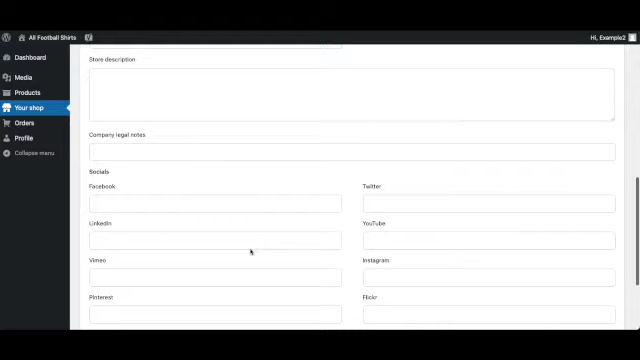 All Football Shirts
Hi, Example2
Dashboard
Media
Products
Your shop
Orders
Profile
Collapse menu
Store description
Company legal notes
Socials
Facebook
Twitter
LinkedIn
YouTube
Vimeo
Instagram
Pinterest
Flickr